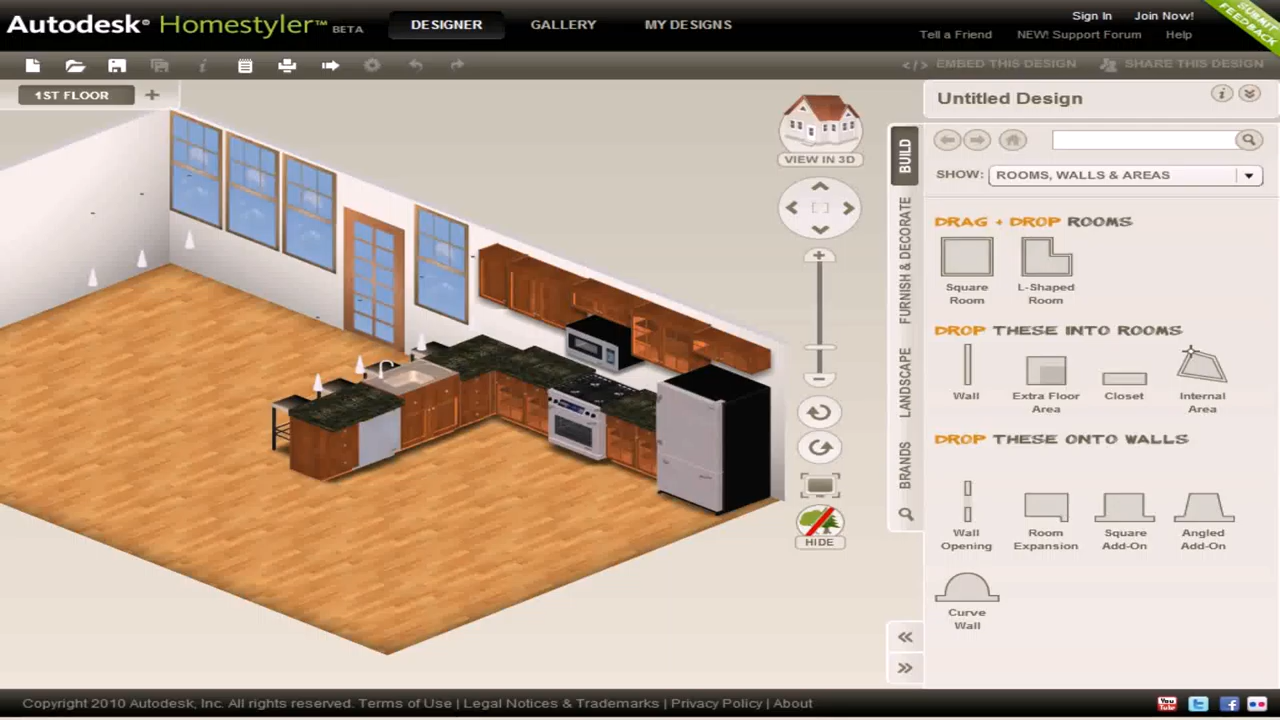 Autodesk® Homestyler™ BETA
DESIGNER
GALLERY
MY DESIGNS
Sign In
Join Now!
Tell a Friend
NEW! Support Forum
Help
SUBMIT
FEEDBACK
</> EMBED THIS DESIGN
SHARE THIS DESIGN
1ST FLOOR
+
VIEW IN 3D
HIDE
BUILD
FURNISH & DECORATE
LANDSCAPE
BRANDS
Untitled Design
SHOW:
ROOMS, WALLS & AREAS
DRAG + DROP ROOMS
Square
Room
L-Shaped
Room
DROP THESE INTO ROOMS
Wall
Extra Floor
Area
Closet
Internal
Area
DROP THESE ONTO WALLS
Wall
Opening
Room
Expansion
Square
Add-On
Angled
Add-On
Curve
Wall
Copyright 2010 Autodesk, Inc. All rights reserved. Terms of Use | Legal Notices & Trademarks | Privacy Policy | About
You
Tube